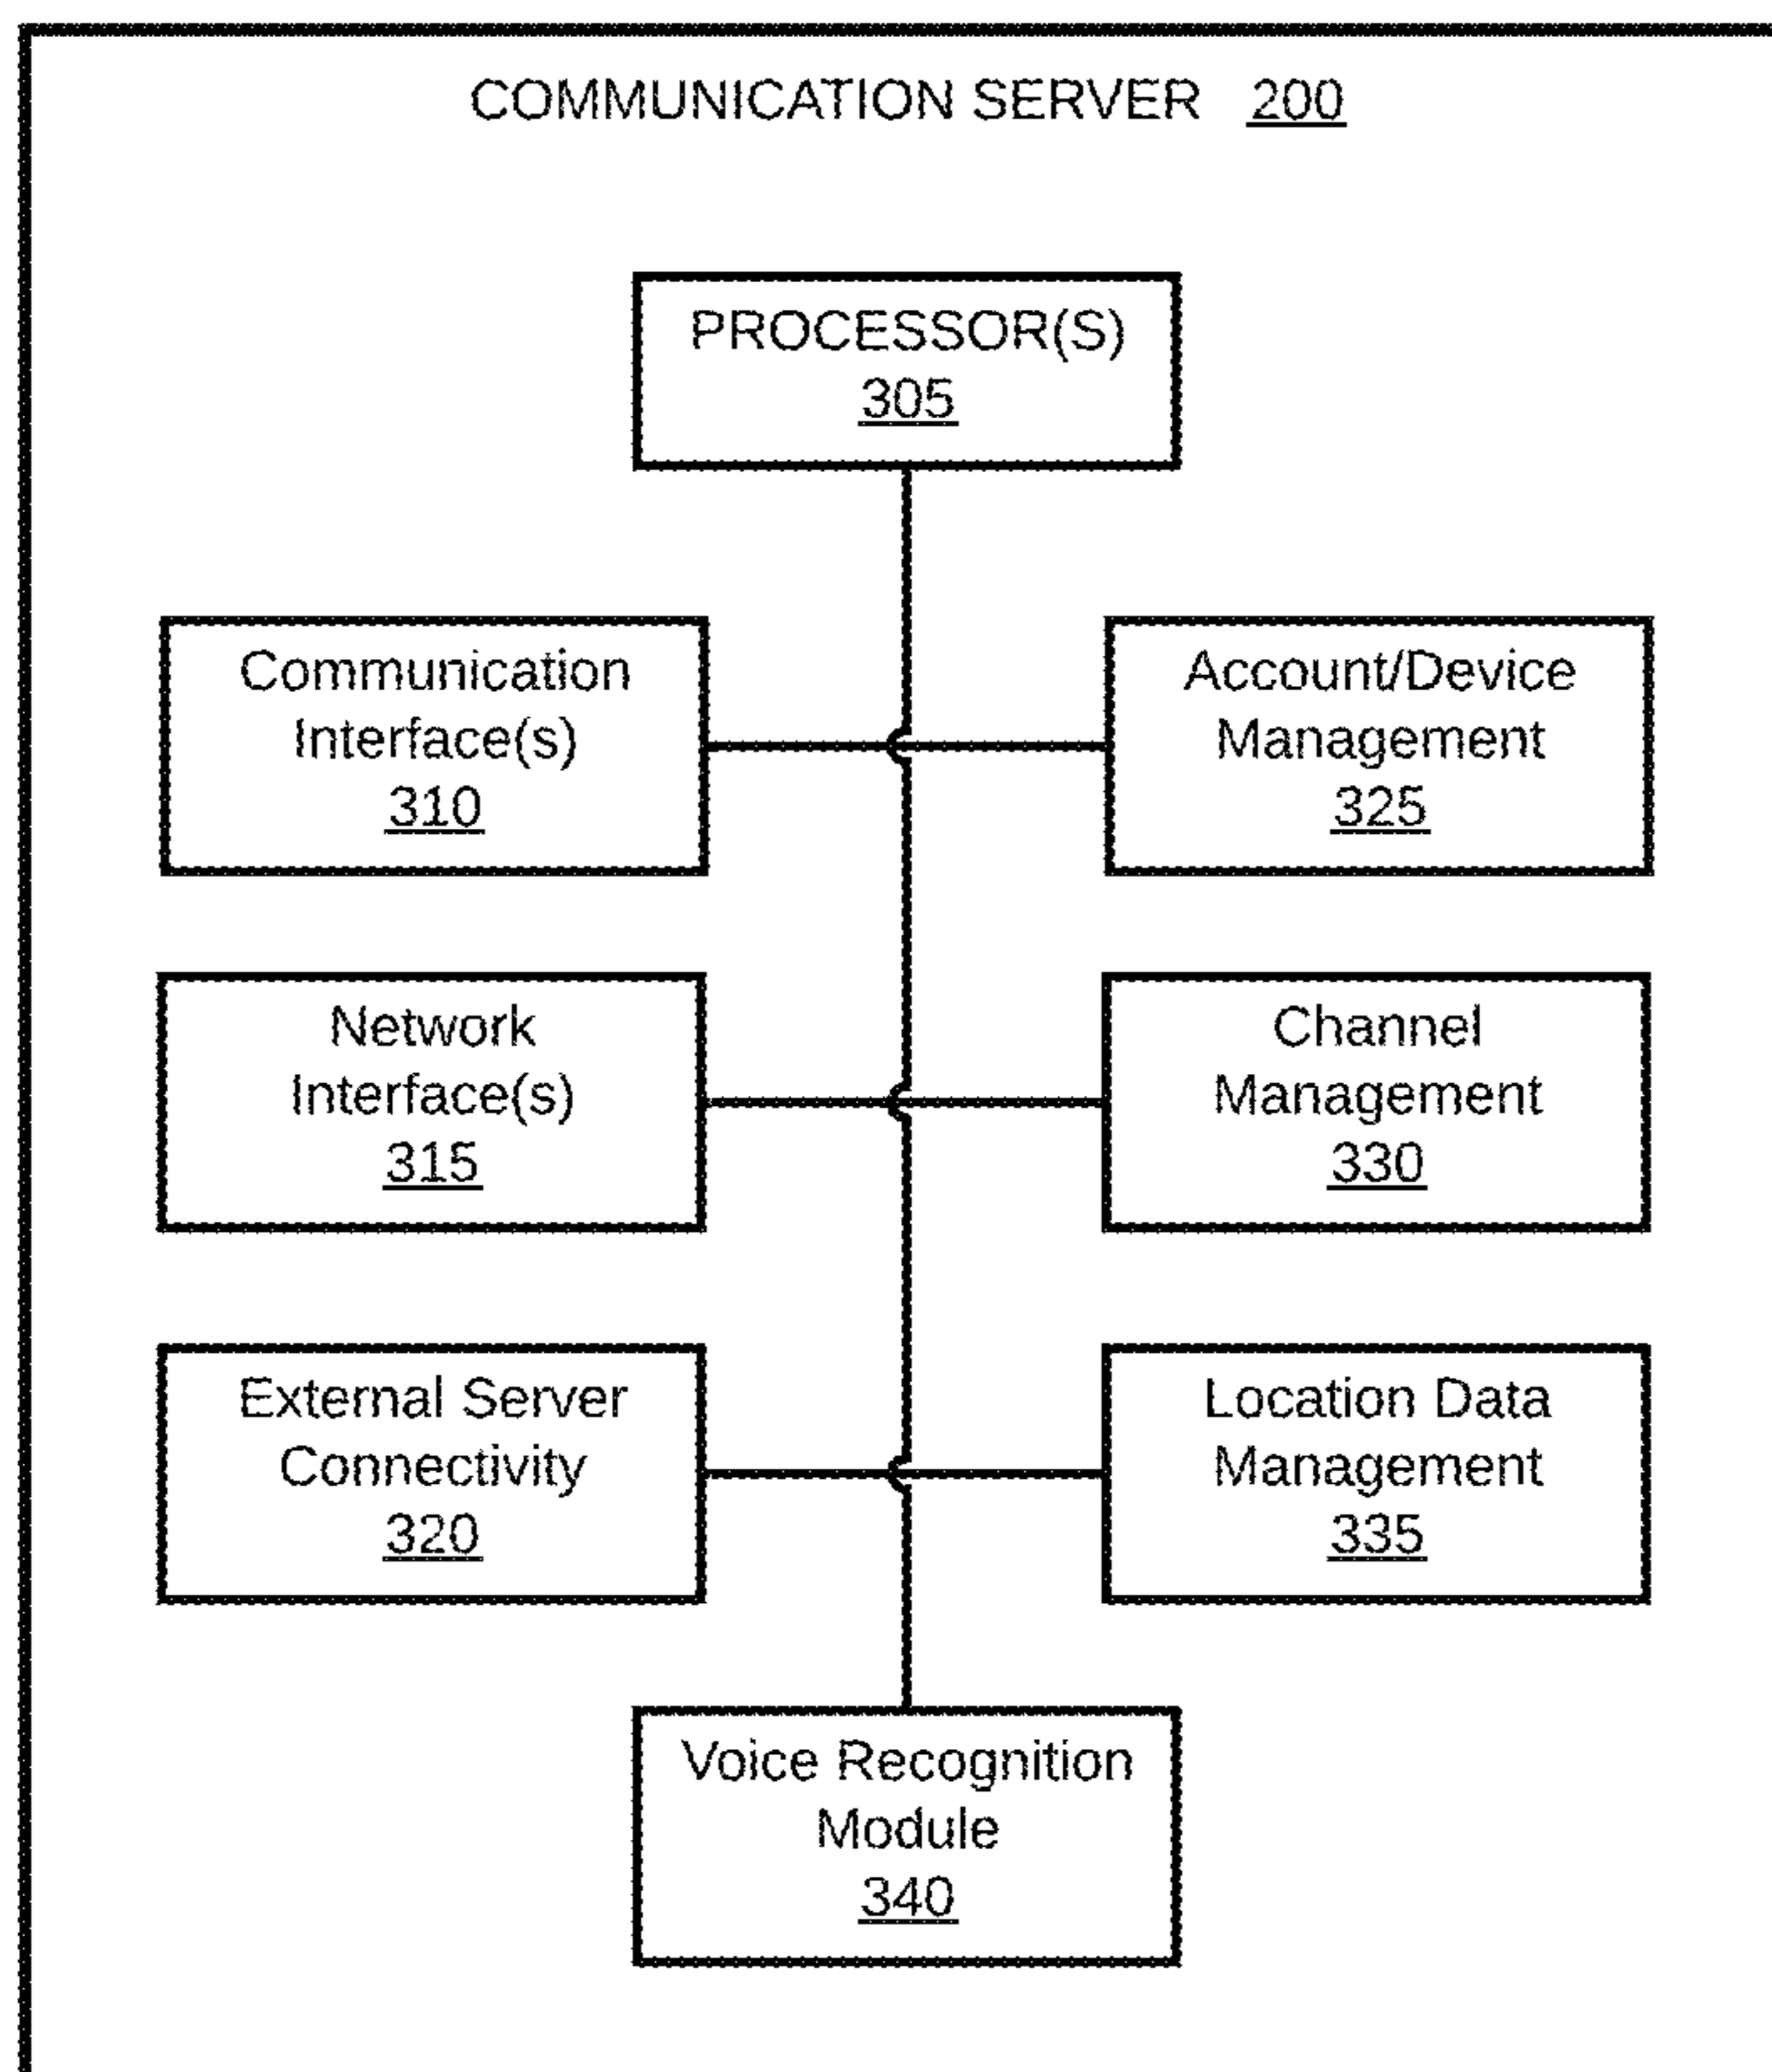 COMMUNICATION SERVER 200
PROCESSOR(S)
305
Communication
Interface(s)
310
Account/Device
Management
325
Network
Interface(s)
315
Channel
Management
330
External Server
Connectivity
320
Location Data
Management
335
Voice Recognition
Module
340